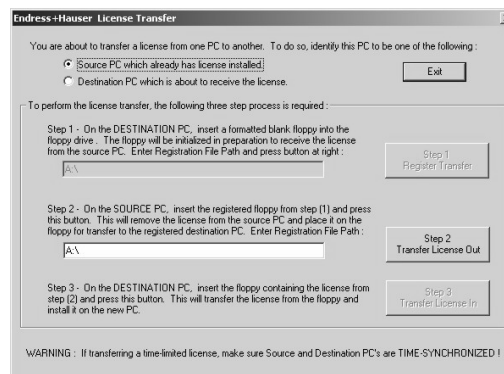 Endress+Hauser License Transfer
You are about to transfer a license from one PC to another. To do so, identify this PC to be one of the following :
Source PC which already has license installed.
Destination PC which is about to receive the license.
Exit
To perform the license transfer, the following three step process is required :
Step 1 - On the DESTINATION PC, insert a formatted blank floppy into the
floppy drive . The floppy will be initialized in preparation to receive the license
from the source PC. Enter Registration File Path and press button at right :
A:\
Step 1
Register Transfer
Step 2 - On the SOURCE PC, insert the registered floppy from step (1) and press
this button. This will remove the license from the source PC and place it on the
floppy for transfer to the registered destination PC. Enter Registration File Path :
A:\
Step 2
Transfer License Out
Step 3 - On the DESTINATION PC, insert the floppy containing the license from
step (2) and press this button. This will transfer the license from the floppy and
install it on the new PC.
Step 3
Transfer License In
WARNING : If transferring a time-limited license, make sure Source and Destination PC's are TIME-SYNCHRONIZED !